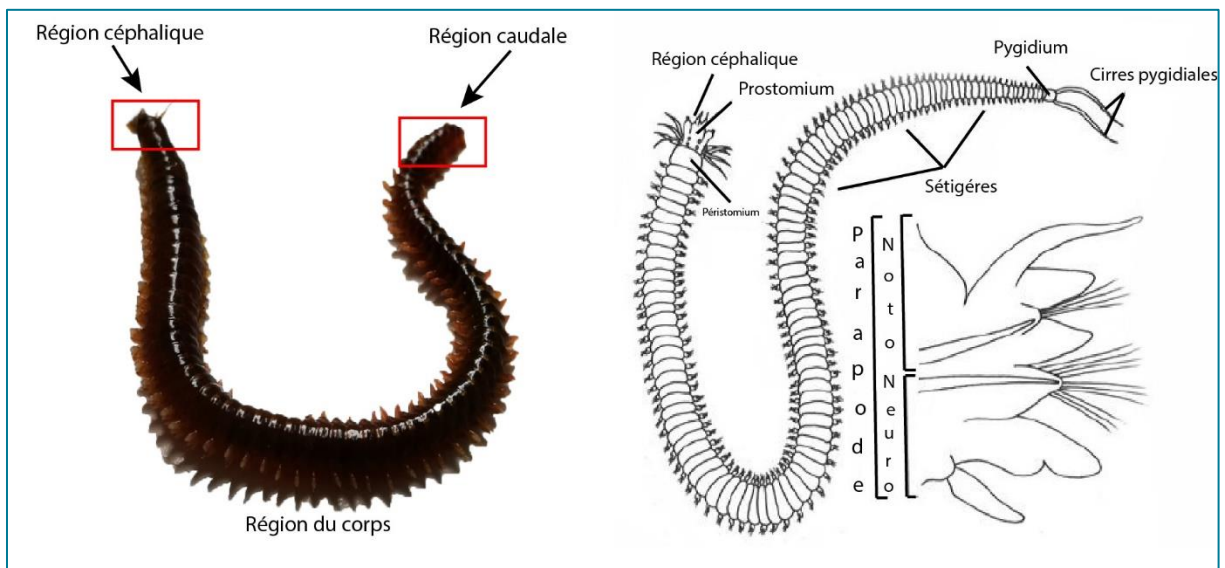 Région céphalique
Région caudale
Région du corps
Région céphalique
Prostomium
Péristomium
Pygidium
Cirres pygidiales
Sétigéres
Parapode
Noto
Neuro